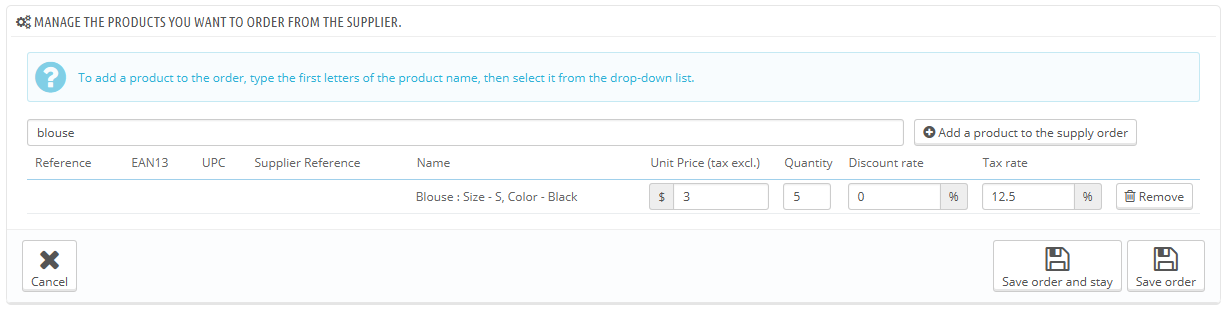 MANAGE THE PRODUCTS YOU WANT TO ORDER FROM THE SUPPLIER.
? To add a product to the order, type the first letters of the product name, then select it from the drop-down list.
blouse Add a product to the supply order
Reference EAN13 UPC Supplier Reference Name Unit Price (tax excl.) Quantity Discount rate Tax rate
Blouse : Size - S, Color - Black $ 3 5 0 % 12.5 % Remove
Cancel Save order and stay Save order